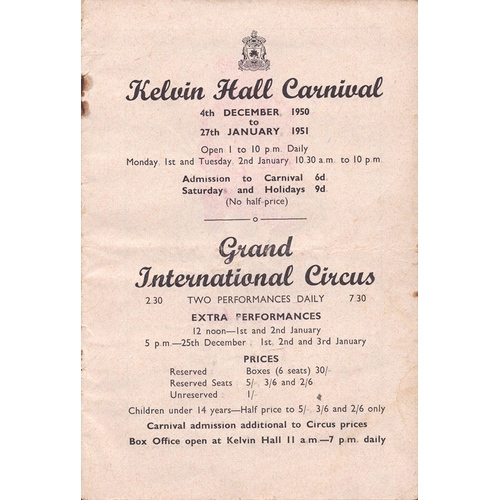 Kelvin Hall Carnival
4th DECEMBER, 1950
to
27th JANUARY, 1951
Open 1 to 10 p.m. Daily
Monday, 1st and Tuesday, 2nd January, 10.30 a.m. to 10 p.m.
Admission to Carnival 6d.
Saturdays and Holidays 9d.
(No half-price)
Grand
International Circus
2.30 TWO PERFORMANCES DAILY 7.30
EXTRA PERFORMANCES
12 noon—1st and 2nd January
5 p.m.—25th December: 1st, 2nd and 3rd January
PRICES
Reserved : Boxes (6 seats) 30/-
Reserved Seats : 5/-, 3/6 and 2/6
Unreserved : 1/-
Children under 14 years—Half price to 5/-, 3/6 and 2/6 only
Carnival admission additional to Circus prices
Box Office open at Kelvin Hall 11 a.m.—7 p.m. daily